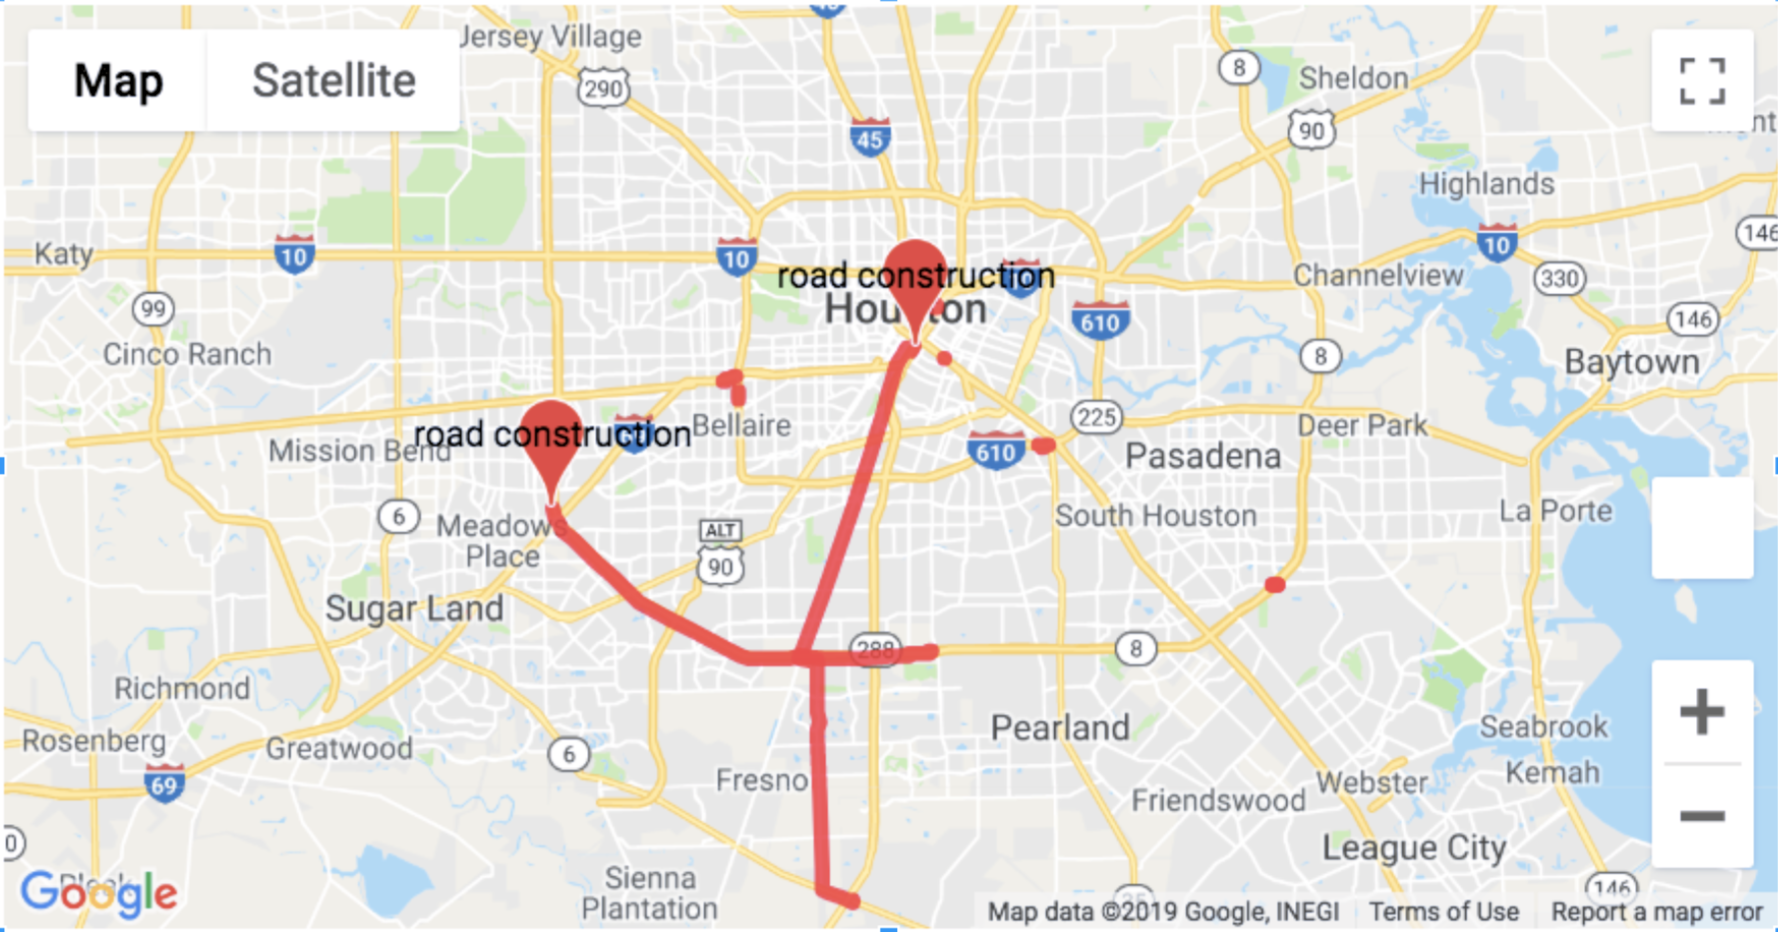 Jersey Village
Map
Satellite
290
8
Sheldon
45
90
Highlands
Katy
10
10
10
146
road construction
Channelview
330
99
Houston
610
146
Cinco Ranch
8
Baytown
road construction
Bellaire
225
Deer Park
Mission Bend
610
Pasadena
6
Meadows
Place
ALT
90
South Houston
La Porte
Sugar Land
288
8
Richmond
Rosenberg
Greatwood
6
Pearland
Seabrook
69
Fresno
Webster
Kemah
Friendswood
League City
Sienna
Plantation
146
Google
Map data ©2019 Google, INEGI
Terms of Use
Report a map error